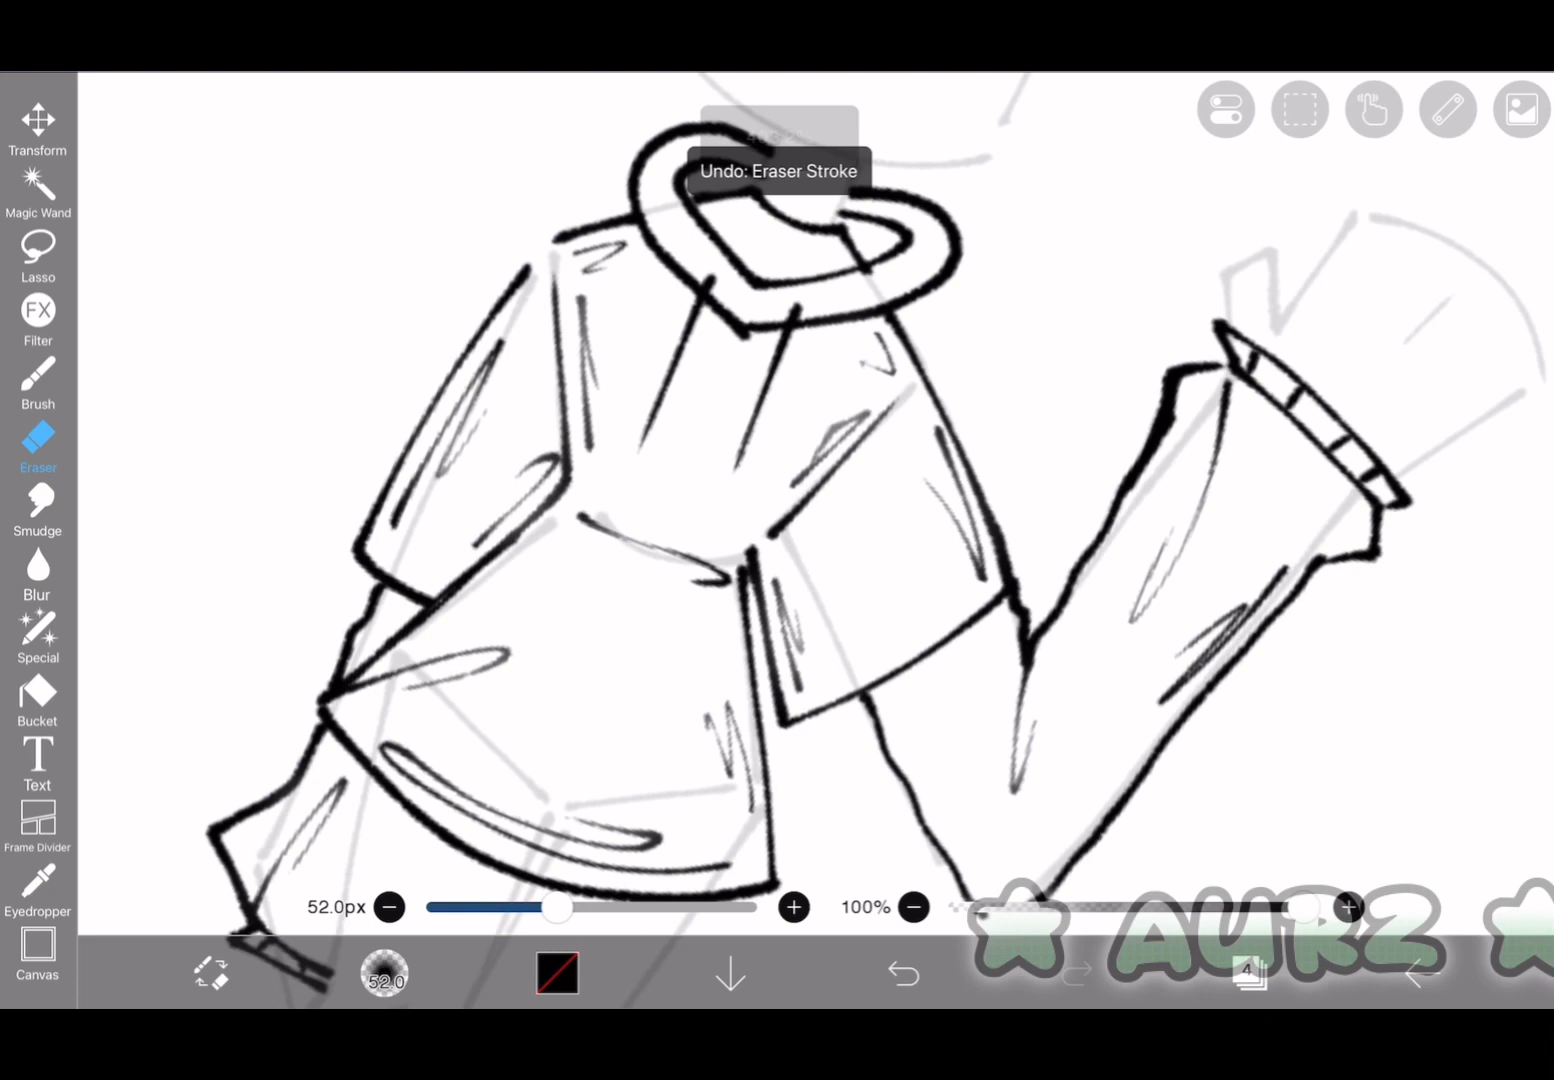 Undo: Eraser Stroke
Transform
Magic Wand
Lasso
FX
Filter
Brush
Eraser
Smudge
Blur
Special
Bucket
T
Text
Frame Divider
Eyedropper
Canvas
52.0px
100%
52.0
4
AURZ